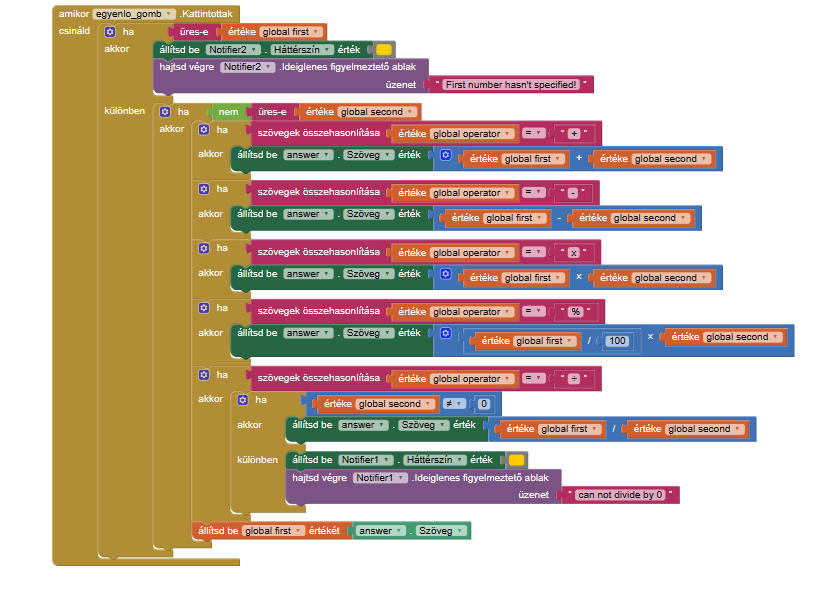 amikor egyenlo_gomb .Kattintottak
csináld ha üres-e értéke global first
akkor állítsd be Notifier2 . Háttérszín érték
hajtsd végre Notifier2 .Ideiglenes figyelmeztető ablak
üzenet " First number hasn't specified! "
különben ha nem üres-e értéke global second
akkor ha szövegek összehasonlítása értéke global operator = " + "
akkor állítsd be answer . Szöveg érték értéke global first + értéke global second
ha szövegek összehasonlítása értéke global operator = " - "
akkor állítsd be answer . Szöveg érték értéke global first - értéke global second
ha szövegek összehasonlítása értéke global operator = " x "
akkor állítsd be answer . Szöveg érték értéke global first × értéke global second
ha szövegek összehasonlítása értéke global operator = " % "
akkor állítsd be answer . Szöveg érték értéke global first / 100 × értéke global second
ha szövegek összehasonlítása értéke global operator = " ÷ "
akkor ha értéke global second ≠ 0
akkor állítsd be answer . Szöveg érték értéke global first / értéke global second
különben állítsd be Notifier1 . Háttérszín érték
hajtsd végre Notifier1 .Ideiglenes figyelmeztető ablak
üzenet " can not divide by 0 "
állítsd be global first értékét answer . Szöveg